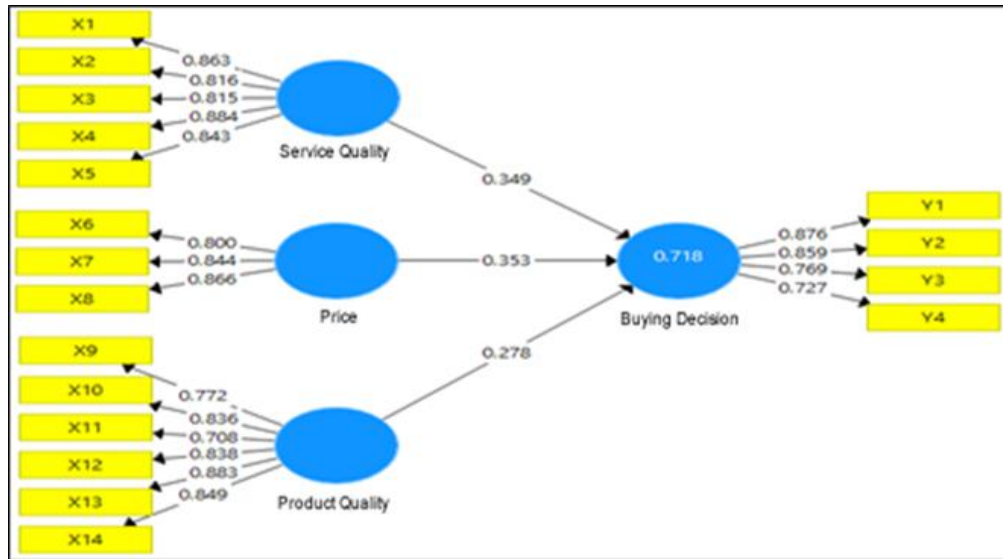 X1
X2
X3
X4
X5
0.863
0.816
0.815
0.884
0.843
Service Quality
0.349
X6
X7
X8
0.800
0.844
0.866
Price
0.353
X9
X10
X11
X12
X13
X14
0.772
0.836
0.708
0.838
0.883
0.849
Product Quality
0.278
0.718
Buying Decision
0.876
0.859
0.769
0.727
Y1
Y2
Y3
Y4